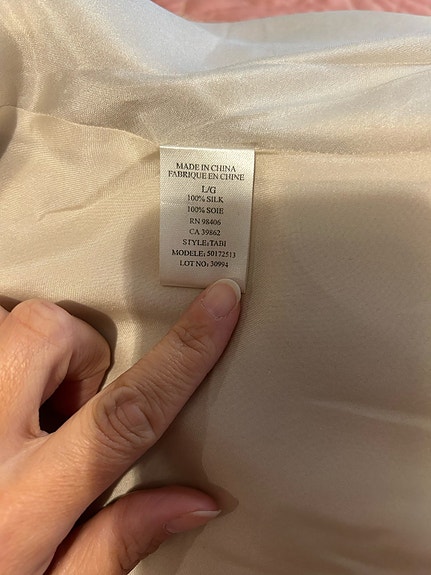 MADE IN CHINA
FABRIQUE EN CHINE
L/G
100% SILK
100% SOIE
RN 98406
CA 39862
STYLE:TABI
MODELE: 50172513
LOT NO: 30994